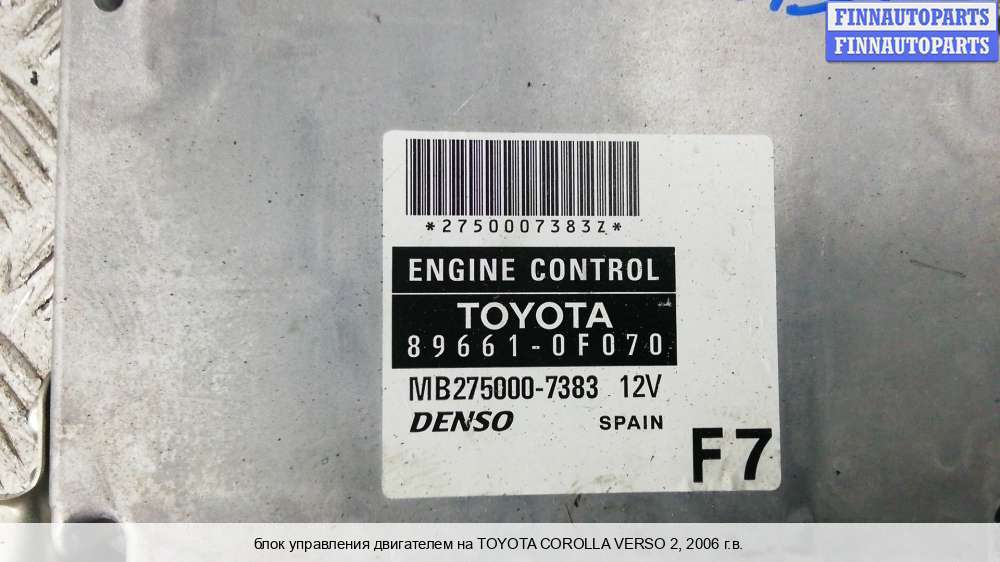 FINNAUTOPARTS
FINNAUTOPARTS
*2750007383Z*
ENGINE CONTROL
TOYOTA
89661-0F070
MB275000-7383 12V
DENSO SPAIN
F7
блок управления двигателем на TOYOTA COROLLA VERSO 2, 2006 г.в.